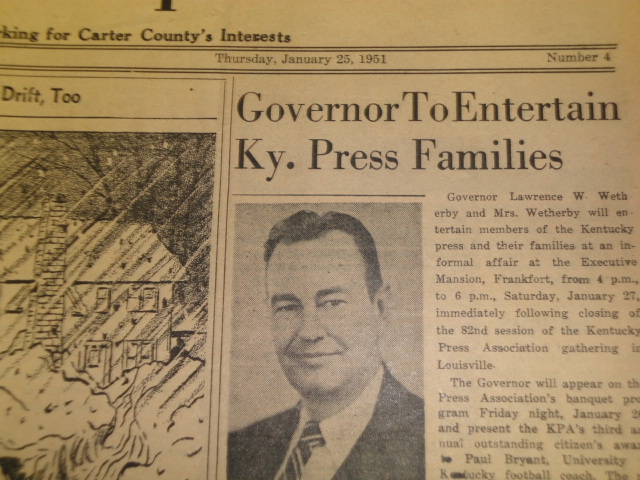 rking for Carter County's Interests
Thursday, January 25, 1951
Number 4
Drift, Too
Governor To Entertain
Ky. Press Families
Governor Lawrence W. Weth
erby and Mrs. Wetherby will en
tertain members of the Kentucky
press and their families at an in-
formal affair at the Executive
Mansion, Frankfort, from 4 p.m.,
to 6 p.m., Saturday, January 27,
immediately following closing of
the 82nd session of the Kentucky
Press Association gathering in
Louisville.
The Governor will appear on th
Press Association's banquet pro
gram Friday night, January 26
and present the KPA's third an
nual outstanding citizen's awar
to Paul Bryant, University
Kentucky football coach. The